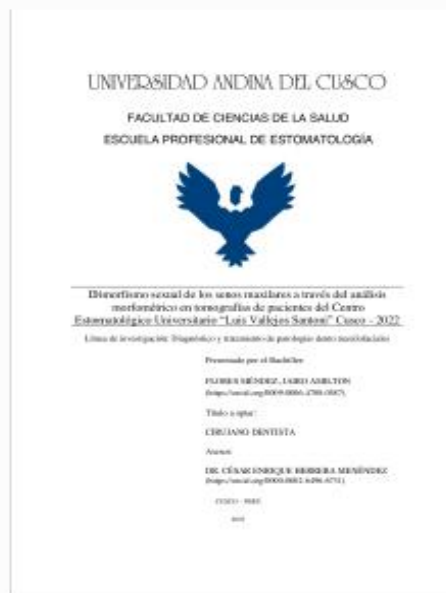 UNIVERSIDAD ANDINA DEL CUSCO
FACULTAD DE CIENCIAS DE LA SALUD
ESCUELA PROFESIONAL DE ESTOMATOLOGÍA
Dimorfismo sexual de los senos maxilares a través del análisis
morfométrico en tomografías de pacientes del Centro
Estomatológico Universitario "Luis Vallejos Santoni" Cusco - 2022
Línea de investigación: Diagnóstico y tratamiento de patologías dento maxilofaciales
Presentado por el Bachiller:
FLORES MÉNDEZ, JAIRO AMILTON
Título a optar:
CIRUJANO DENTISTA
Asesor:
DR. CÉSAR ENRIQUE HERRERA MENÉNDEZ
CUSCO - PERÚ